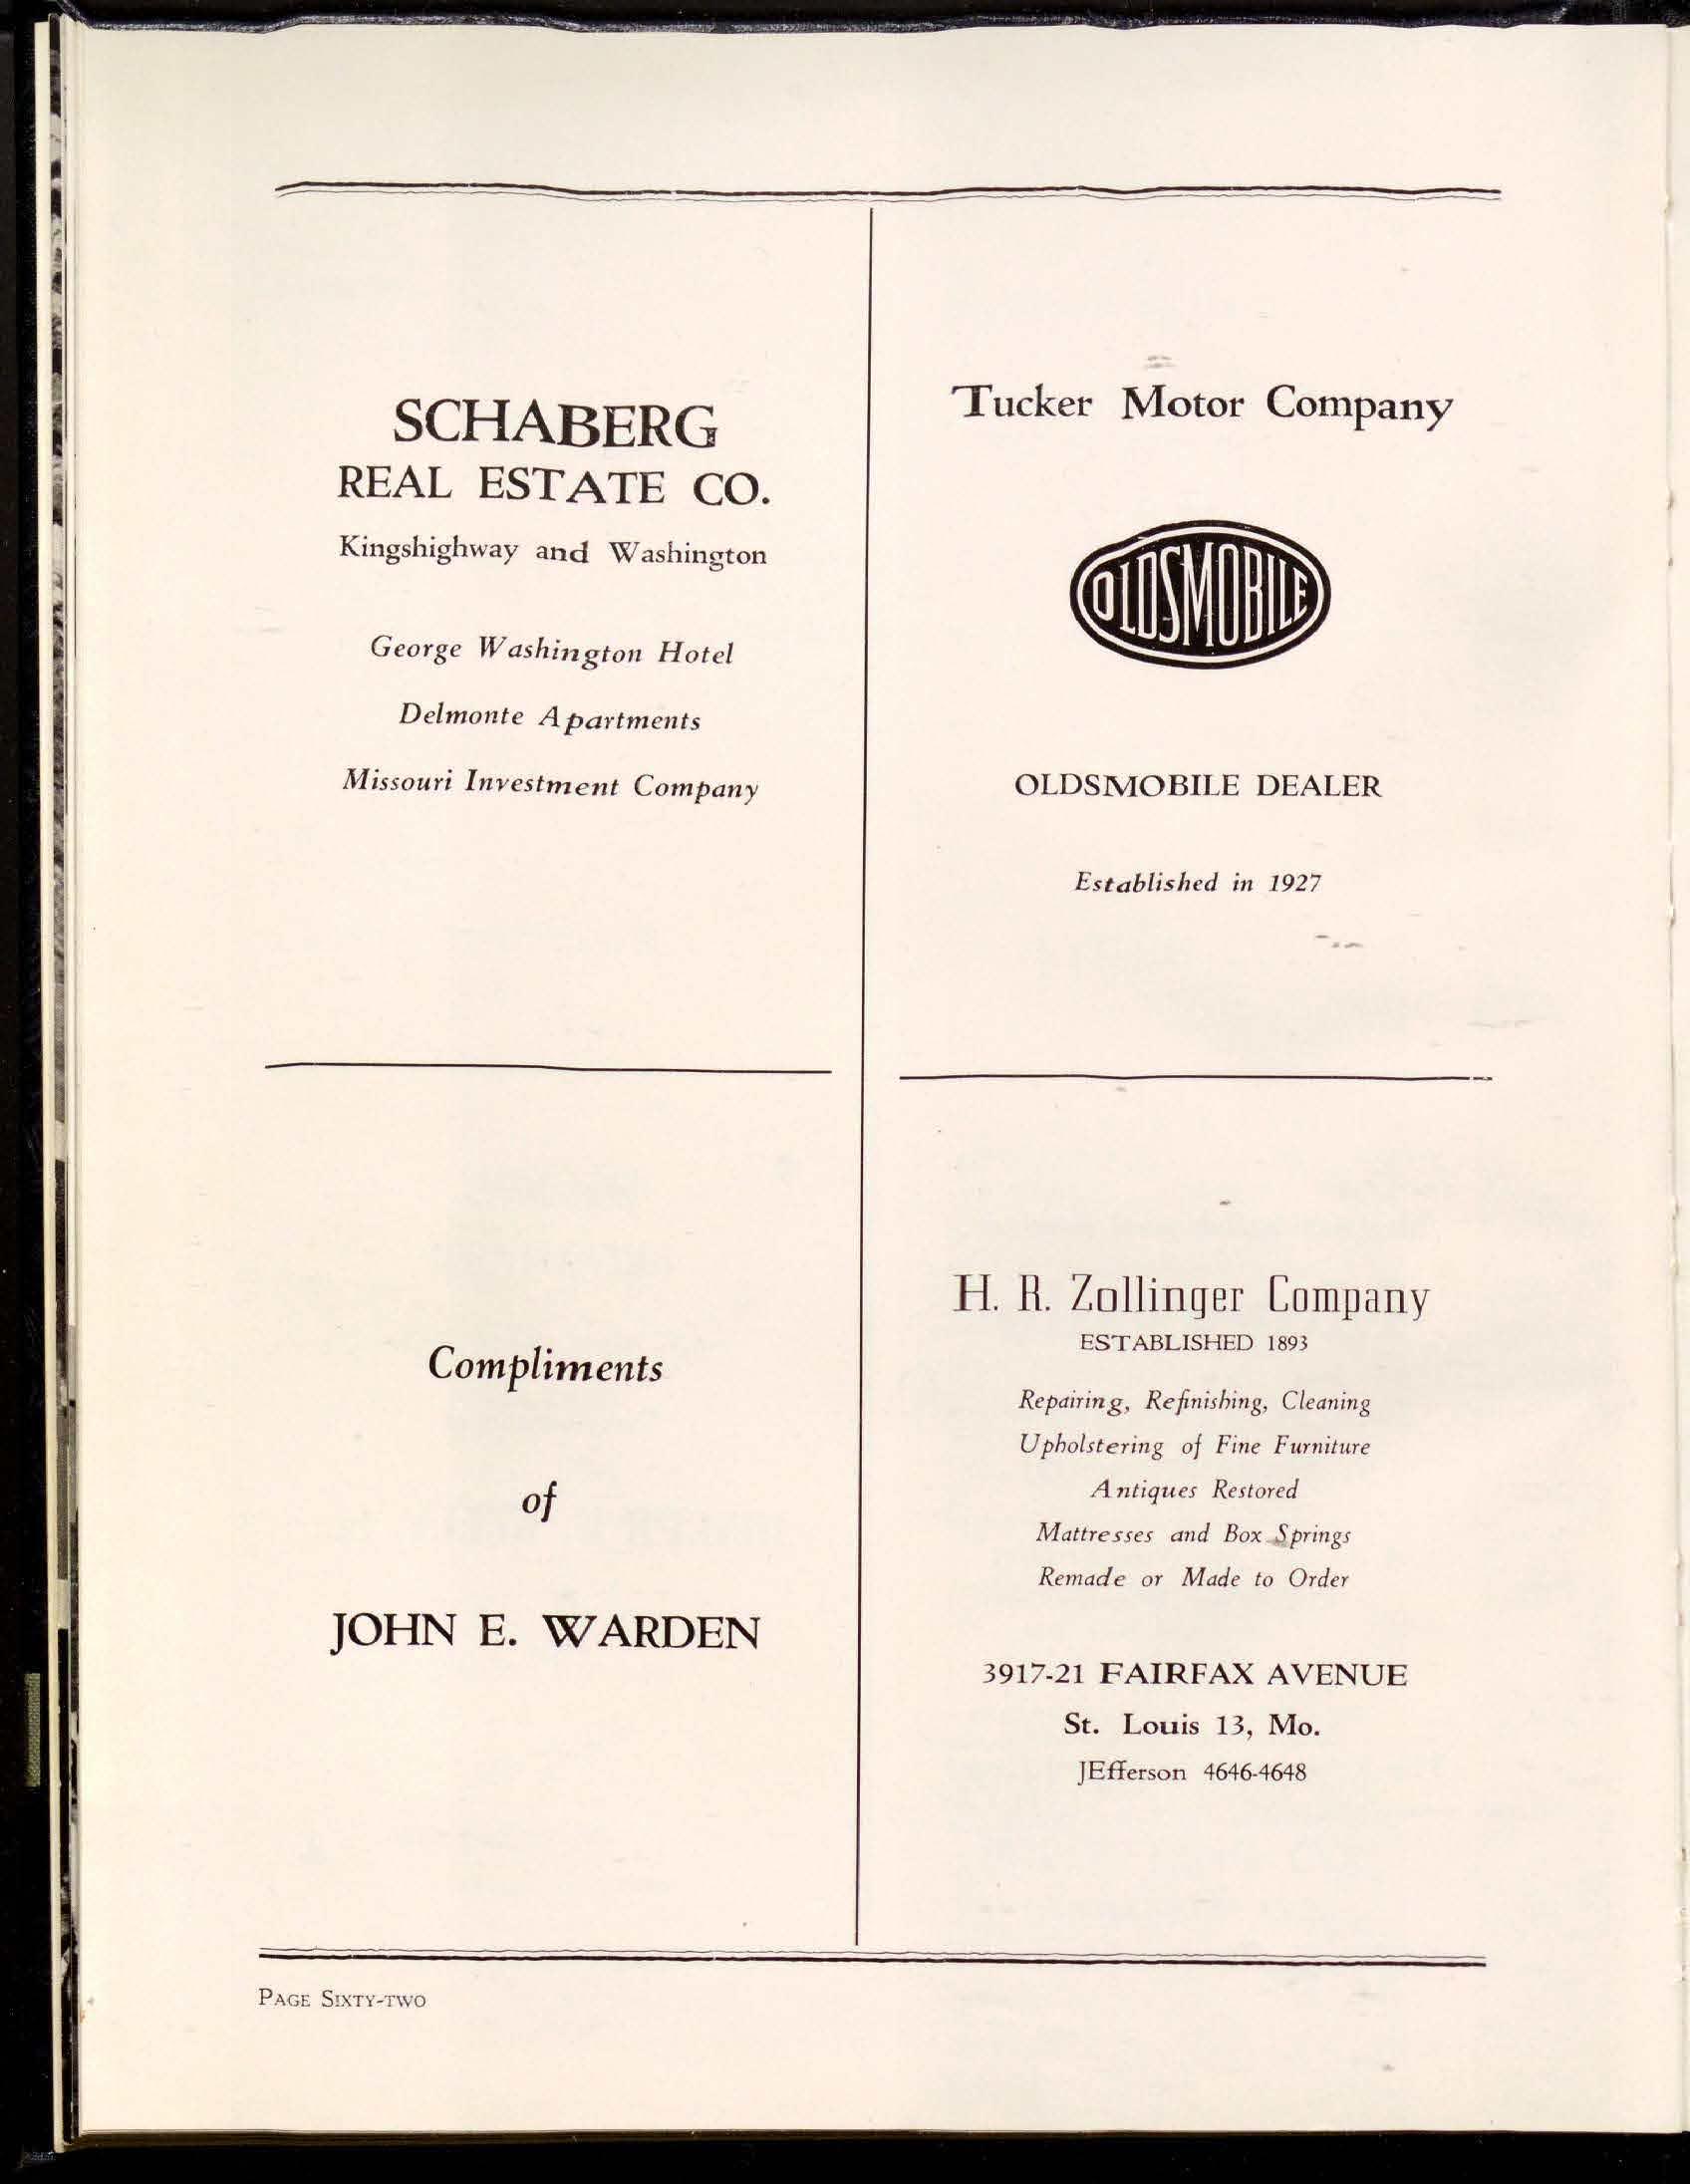 SCHABERG
REAL ESTATE CO.
Kingshighway and Washington
George Washington Hotel
Delmonte Apartments
Missouri Investment Company
Tucker Motor Company
OLDSMOBILE
OLDSMOBILE DEALER
Established in 1927
Compliments
of
JOHN E. WARDEN
H. R. Zollinger Company
ESTABLISHED 1893
Repairing, Refinishing, Cleaning
Upholstering of Fine Furniture
Antiques Restored
Mattresses and Box Springs
Remade or Made to Order
3917-21 FAIRFAX AVENUE
St. Louis 13, Mo.
JEfferson 4646-4648
PAGE SIXTY-TWO